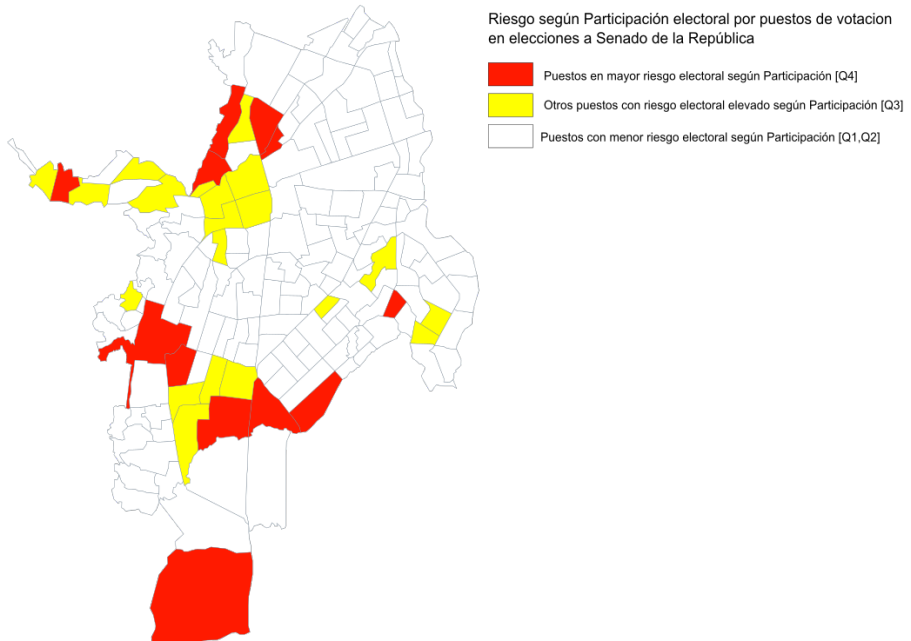 Riesgo según Participación electoral por puestos de votacion
en elecciones a Senado de la República
Puestos en mayor riesgo electoral según Participación [Q4]
Otros puestos con riesgo electoral elevado según Participación [Q3]
Puestos con menor riesgo electoral según Participación [Q1,Q2]